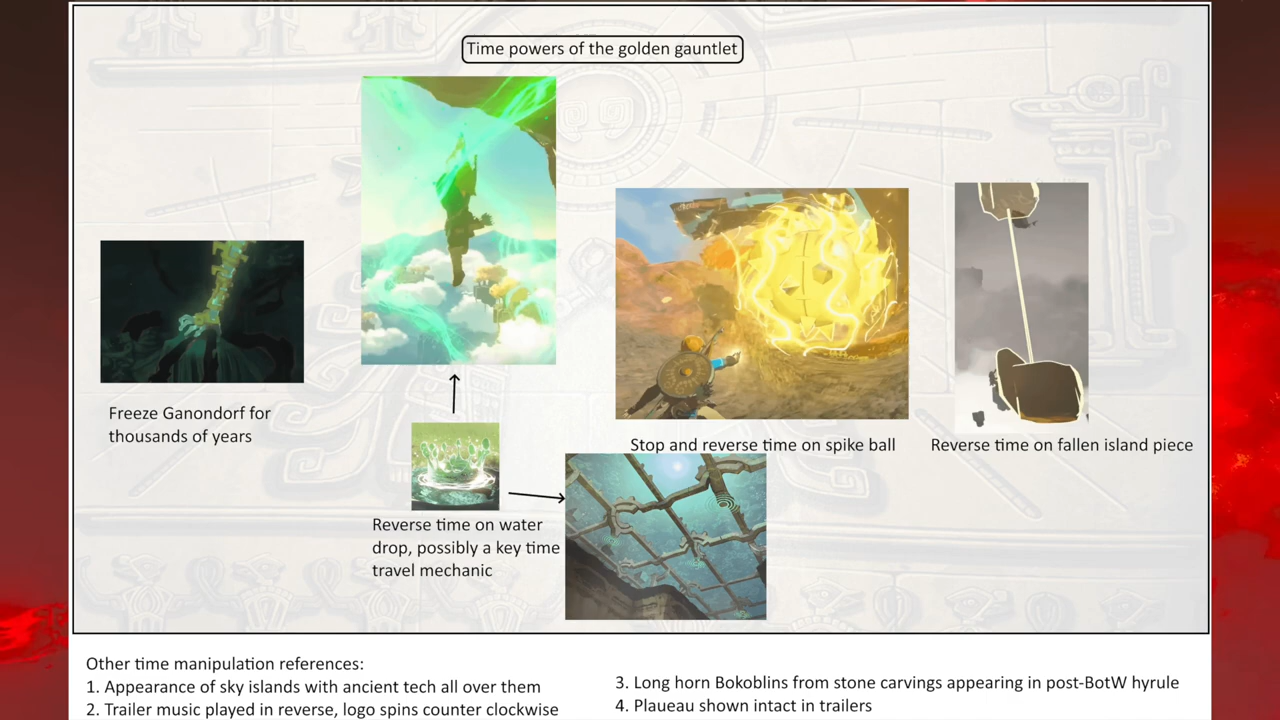 Time powers of the golden gauntlet
Freeze Ganondorf for
thousands of years
Stop and reverse time on spike ball
Reverse time on fallen island piece
Reverse time on water
drop, possibly a key time
travel mechanic
Other time manipulation references:
1. Appearance of sky islands with ancient tech all over them
2. Trailer music played in reverse, logo spins counter clockwise
3. Long horn Bokoblins from stone carvings appearing in post-BotW hyrule
4. Plaueau shown intact in trailers